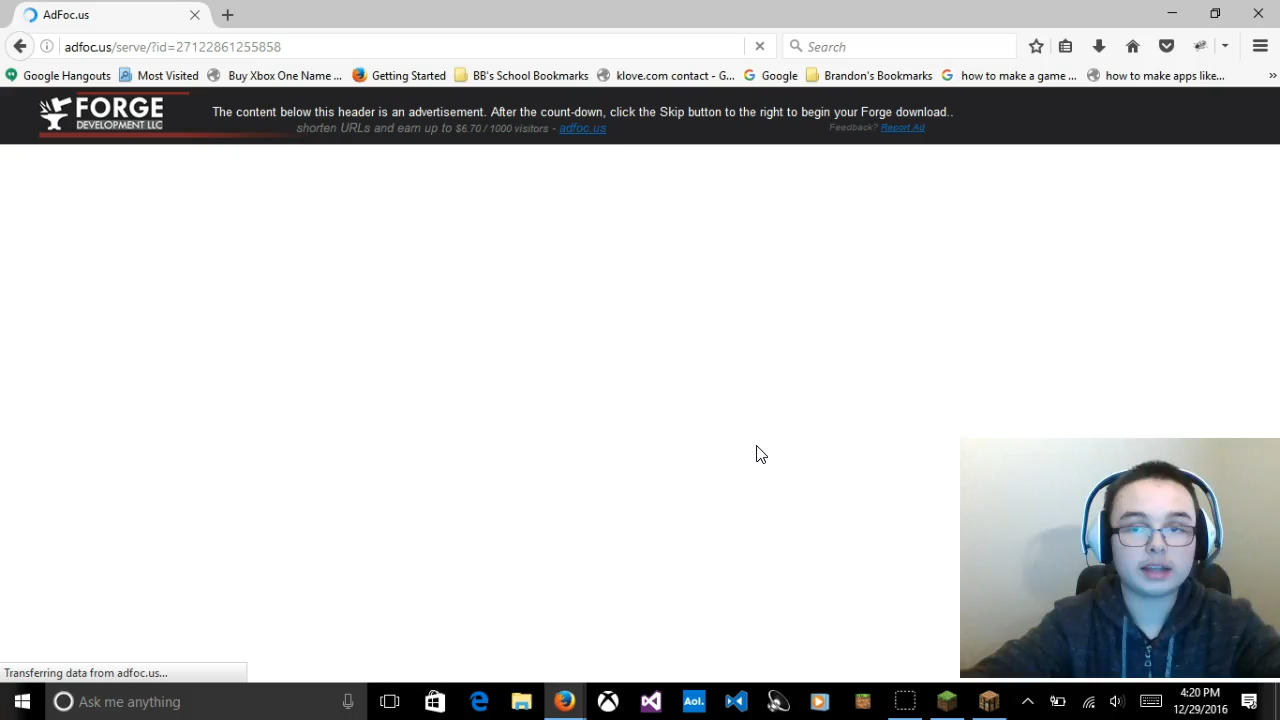 AdFoc.us
adfoc.us/serve/?id=27122861255858
Search
Google Hangouts
Most Visited
Buy Xbox One Name ...
Getting Started
BB's School Bookmarks
klove.com contact - G...
Google
Brandon's Bookmarks
how to make a game ...
how to make apps like...
FORGE
DEVELOPMENT LLC
The content below this header is an advertisement. After the count-down, click the Skip button to the right to begin your Forge download..
shorten URLs and earn up to $6.70 / 1000 visitors - adfoc.us
Feedback? Report Ad
Transferring data from adfoc.us...
Ask me anything
Aol.
4:20 PM
12/29/2016